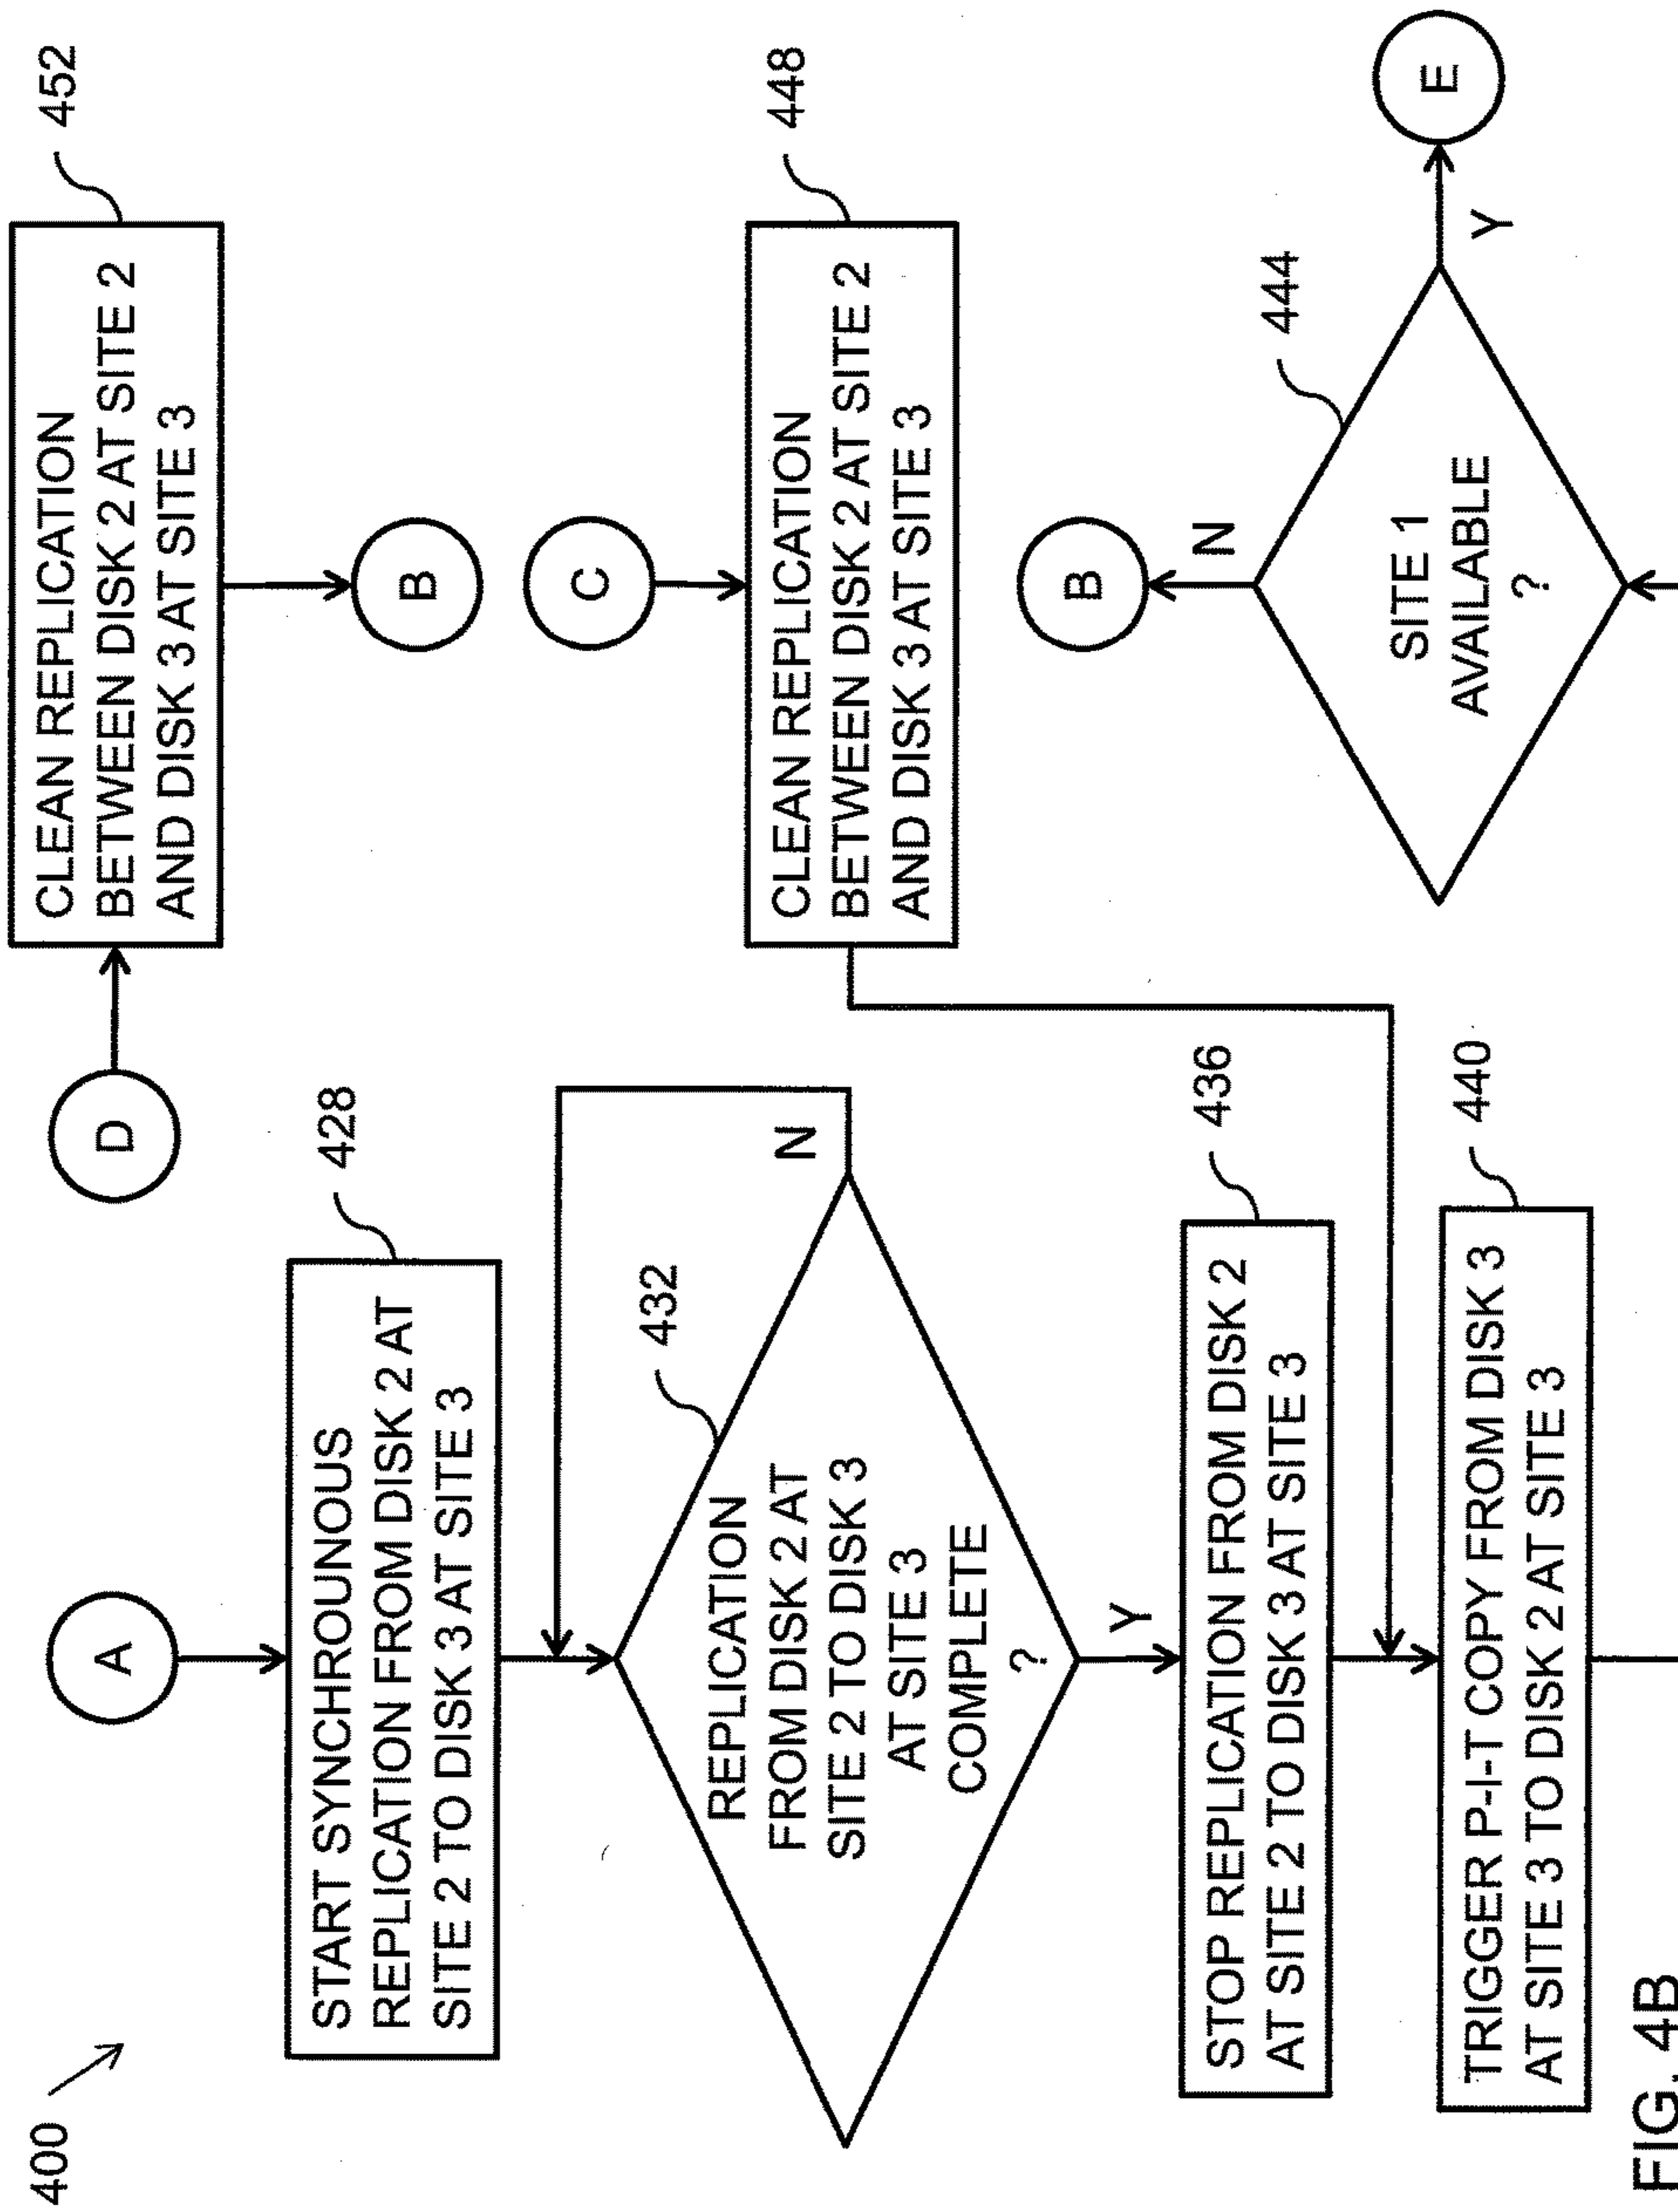 400
A
START SYNCHROUNOUS
REPLICATION FROM DISK 2 AT
SITE 2 TO DISK 3 AT SITE 3
428
REPLICATION
FROM DISK 2 AT
SITE 2 TO DISK 3
AT SITE 3
COMPLETE
?
432
N
Y
STOP REPLICATION FROM DISK 2
AT SITE 2 TO DISK 3 AT SITE 3
436
TRIGGER P-I-T COPY FROM DISK 3
AT SITE 3 TO DISK 2 AT SITE 3
440
D
CLEAN REPLICATION
BETWEEN DISK 2 AT SITE 2
AND DISK 3 AT SITE 3
452
B
C
CLEAN REPLICATION
BETWEEN DISK 2 AT SITE 2
AND DISK 3 AT SITE 3
448
B
N
SITE 1
AVAILABLE
?
444
Y
E
FIG. 4B